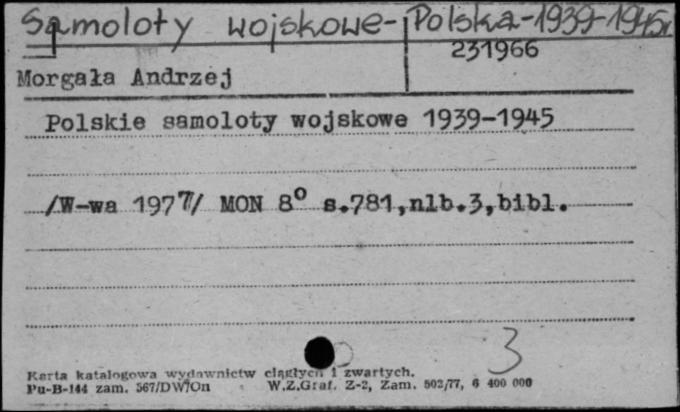 Samoloty wojskowe-Polska-1939-1945r.
231966
Morgała Andrzej
Polskie samoloty wojskowe 1939-1945
/W-wa 1977/ MON 8° s.781,nlb.3,bibl.
3
Karta katalogowa wydawnictw ciągłych i zwartych.
Pu-B-144 zam. 567/DW/On W.Z.Graf. Z-2, Zam. 502/77, 6 400 000